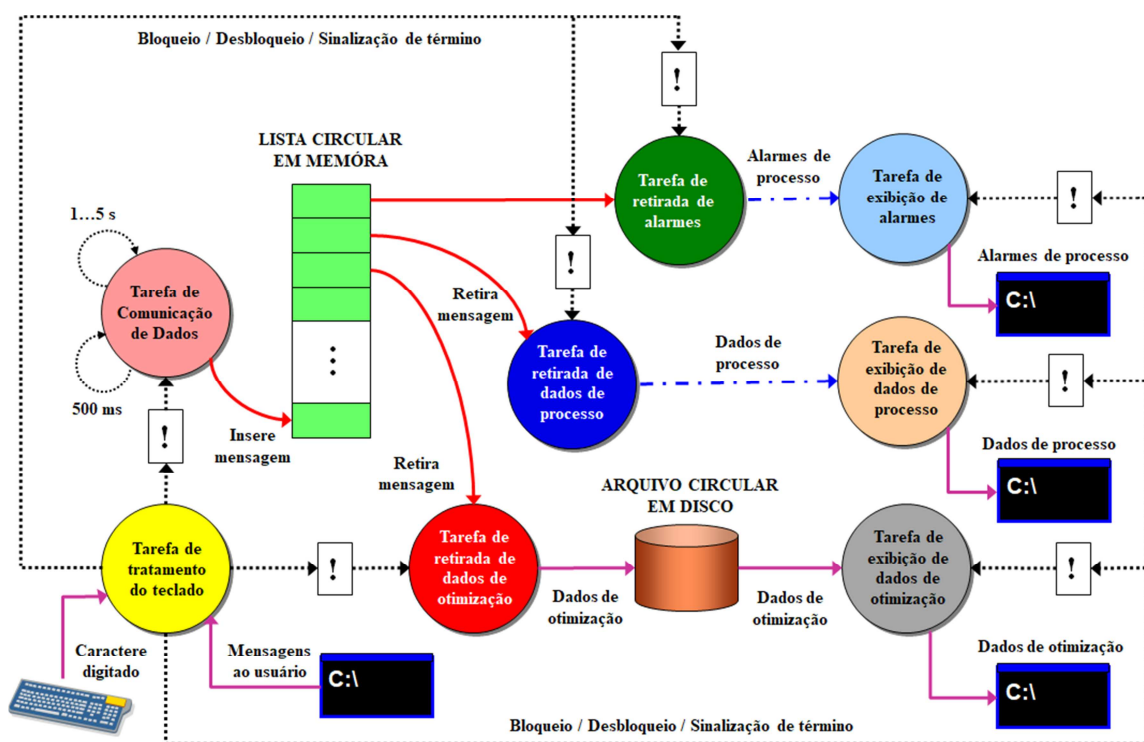 Bloqueio / Desbloqueio / Sinalização de término
!
LISTA CIRCULAR
EM MEMÓRA
Alarmes de
processo
Tarefa de
retirada de
alarmes
Tarefa de
exibição de
alarmes
!
1...5 s
Tarefa de
Comunicação
de Dados
500 ms
!
Retira
mensagem
Alarmes de processo
C:\
Tarefa de
retirada de
dados de
processo
Dados de
processo
Tarefa de
exibição de
dados de
processo
!
!
Insere
mensagem
Retira
mensagem
Dados de processo
C:\
ARQUIVO CIRCULAR
EM DISCO
Tarefa de
tratamento
do teclado
!
Tarefa de
retirada de
dados de
otimização
Dados de
otimização
Dados de
otimização
Tarefa de
exibição de
dados de
otimização
!
Caractere
digitado
Mensagens
ao usuário
C:\
Dados de otimização
C:\
Bloqueio / Desbloqueio / Sinalização de término